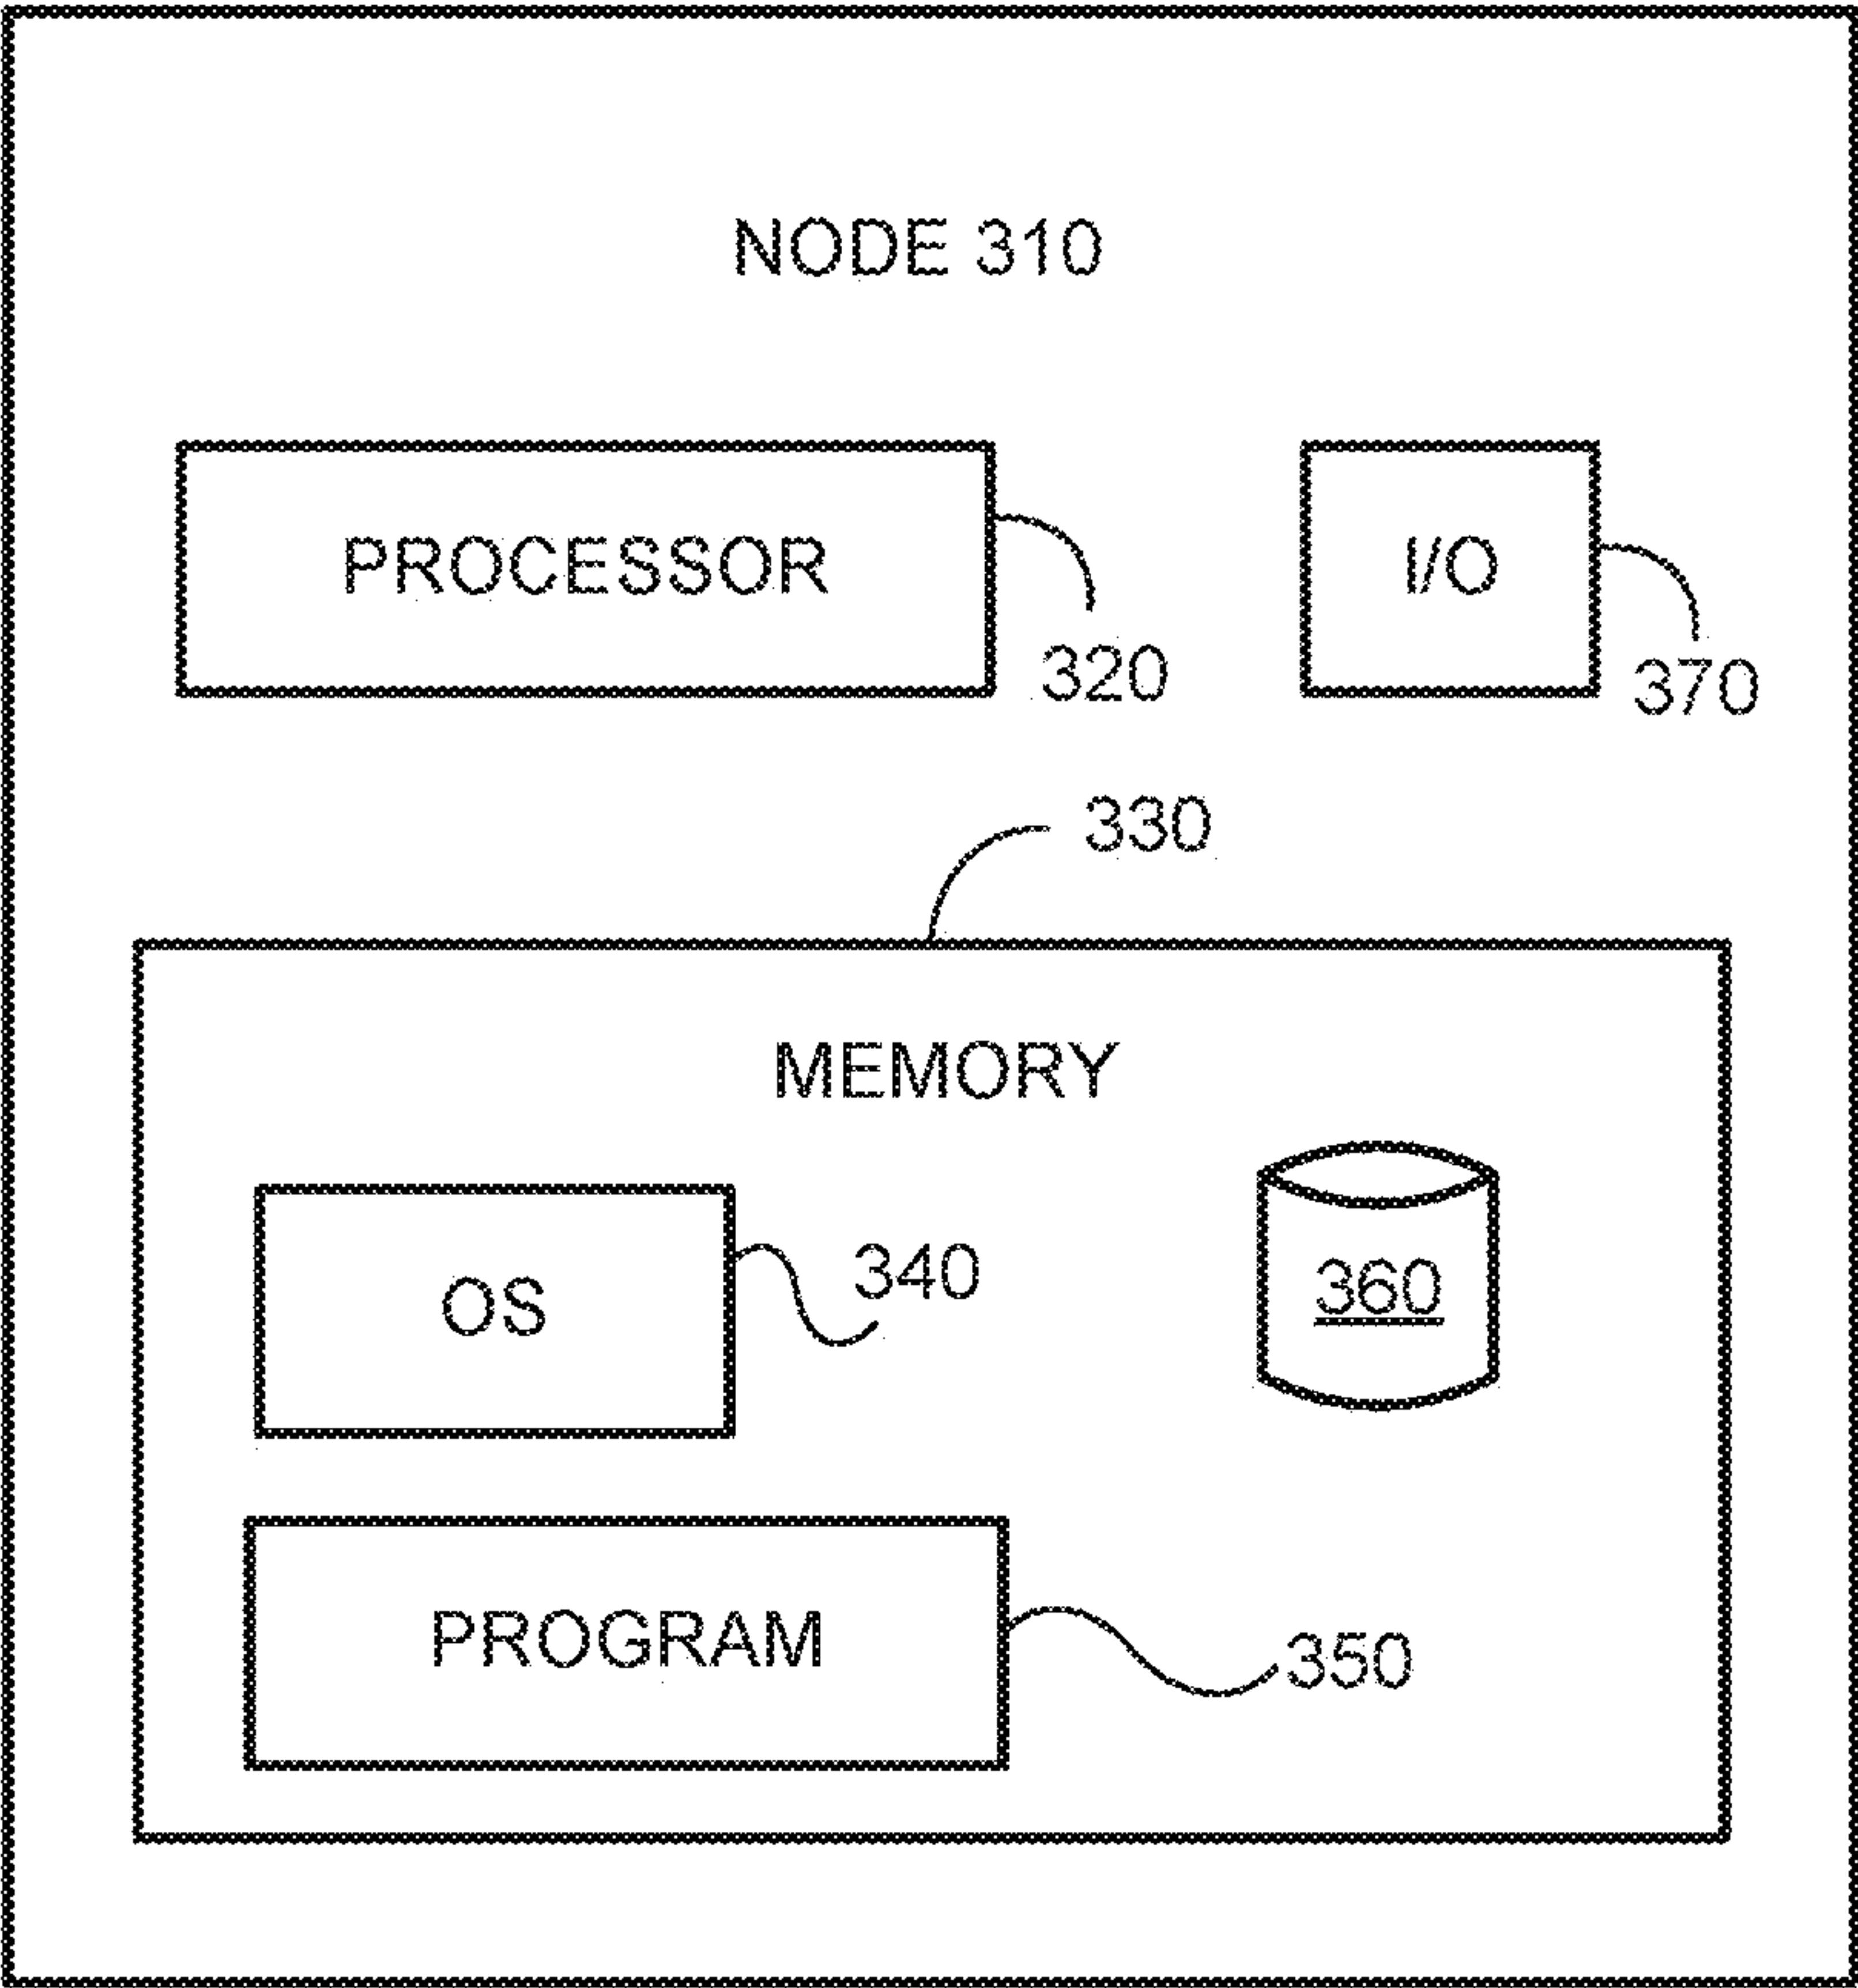 NODE 310
PROCESSOR
320
I/O
370
330
MEMORY
OS
340
360
PROGRAM
350